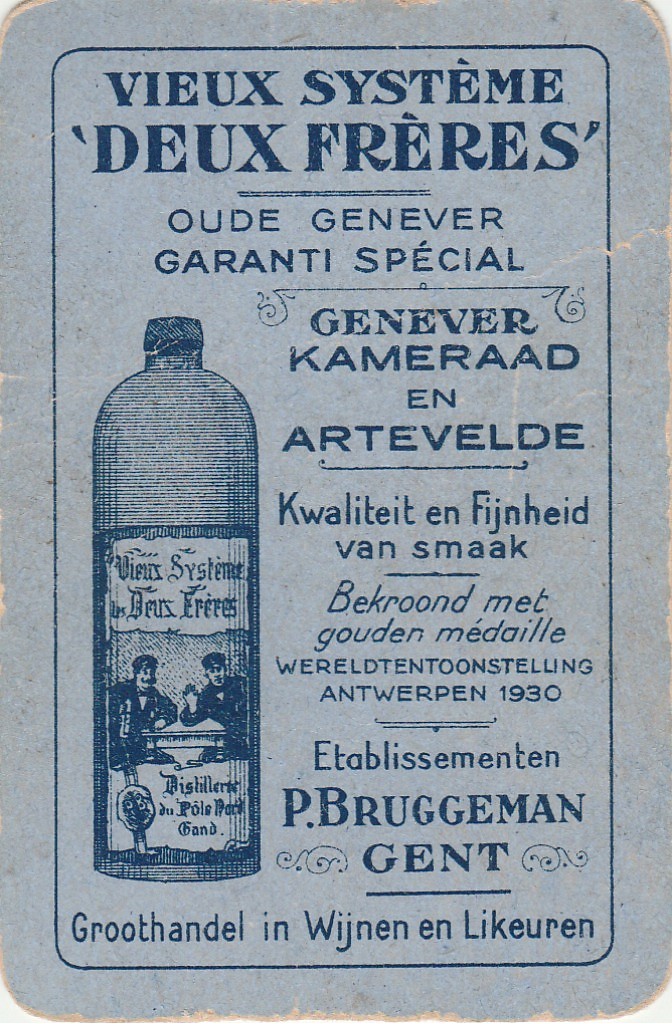 VIEUX SYSTÈME
'DEUX FRÈRES'
OUDE GENEVER
GARANTI SPÉCIAL
GENEVER
KAMERAAD
EN
ARTEVELDE
Kwaliteit en Fijnheid
van smaak
Bekroond met
gouden médaille
WERELDTENTOONSTELLING
ANTWERPEN 1930
Etablissementen
P. BRUGGEMAN
GENT
Groothandel in Wijnen en Likeuren
Vieux Système
des Deux Frères
Distillerie
du Pôle Nord
Gand.